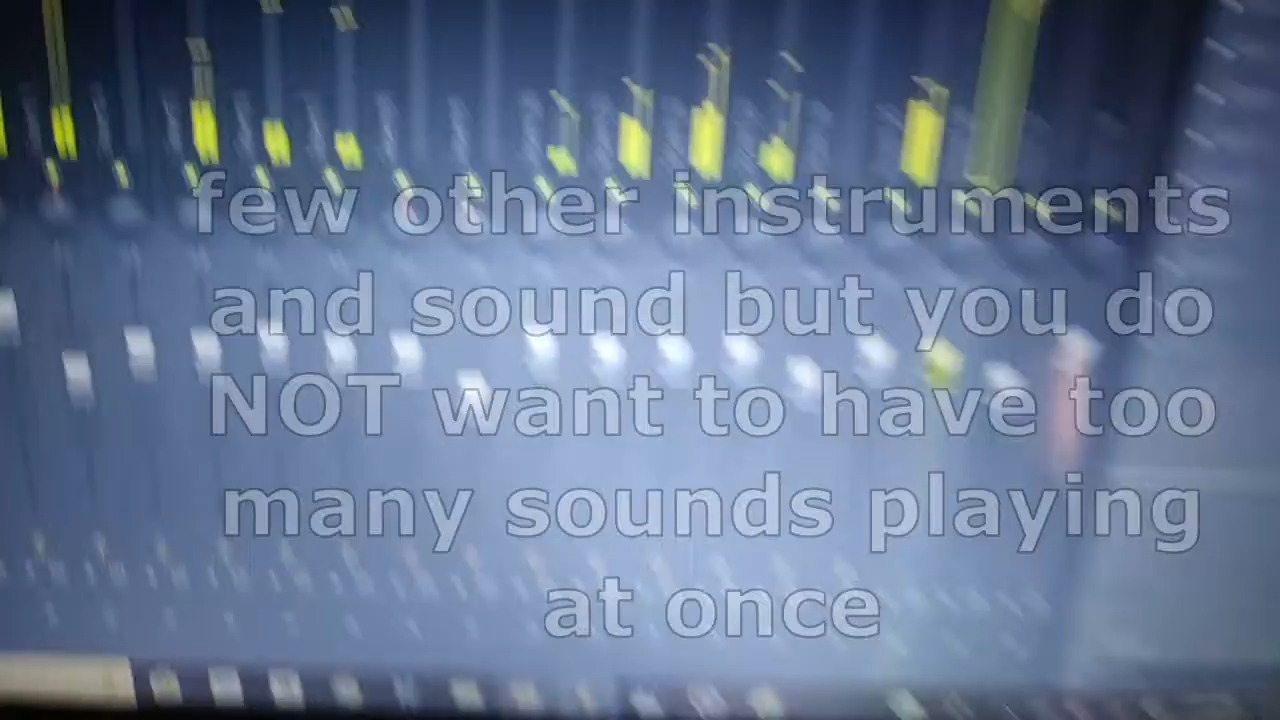 few other instruments
and sound but you do
NOT want to have too
many sounds playing
at once